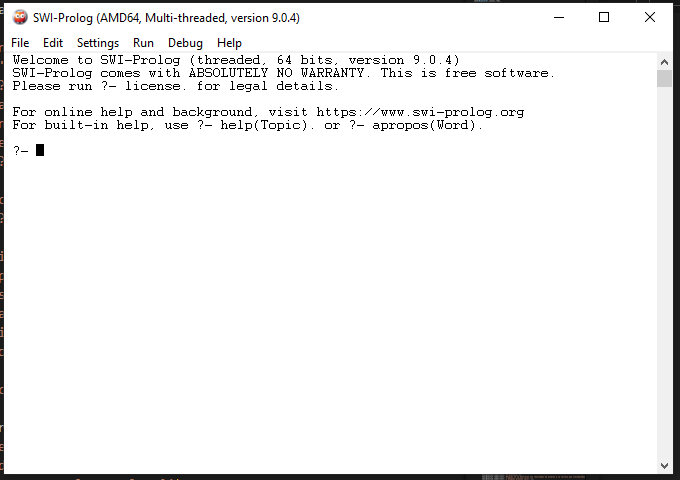 SWI-Prolog (AMD64, Multi-threaded, version 9.0.4)
File Edit Settings Run Debug Help
Welcome to SWI-Prolog (threaded, 64 bits, version 9.0.4)
SWI-Prolog comes with ABSOLUTELY NO WARRANTY. This is free software.
Please run ?- license. for legal details.
For online help and background, visit https://www.swi-prolog.org
For built-in help, use ?- help(Topic). or ?- apropos(Word).
?-